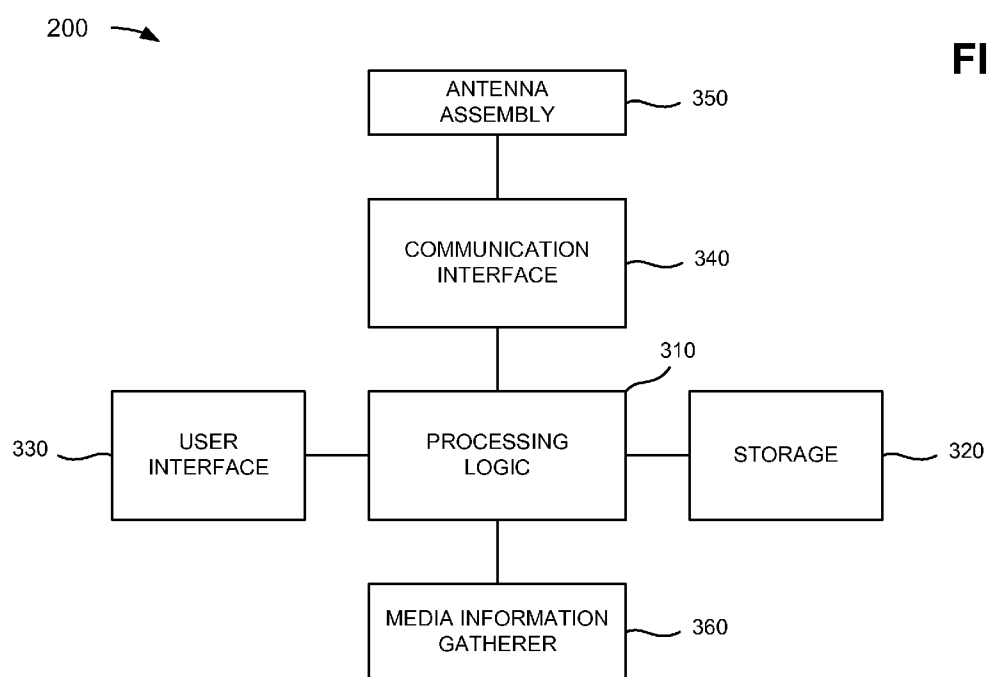 200
FI
ANTENNA
ASSEMBLY
350
COMMUNICATION
INTERFACE
340
310
330
USER
INTERFACE
PROCESSING
LOGIC
STORAGE
320
MEDIA INFORMATION
GATHERER
360